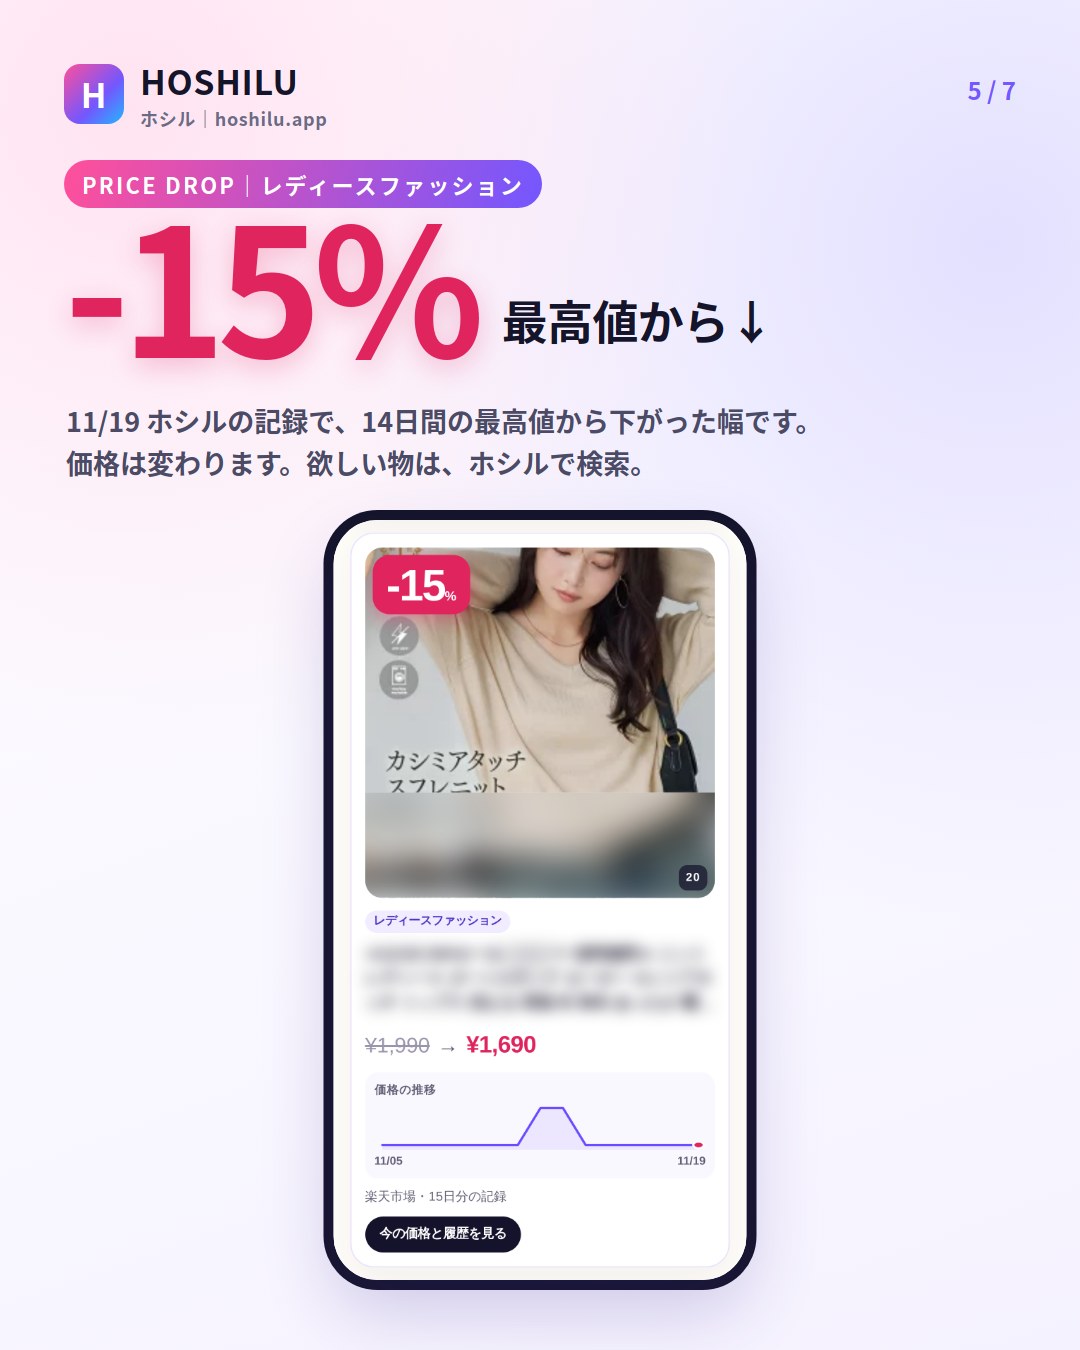 H
HOSHILU
ホシル｜hoshilu.app
5 / 7
PRICE DROP｜レディースファッション
-15% 最高値から↓
11/19 ホシルの記録で、14日間の最高値から下がった幅です。
価格は変わります。欲しい物は、ホシルで検索。
-15%
カシミアタッチ
20
レディースファッション
¥1,990 → ¥1,690
価格の推移
11/05
11/19
楽天市場・15日分の記録
今の価格と履歴を見る